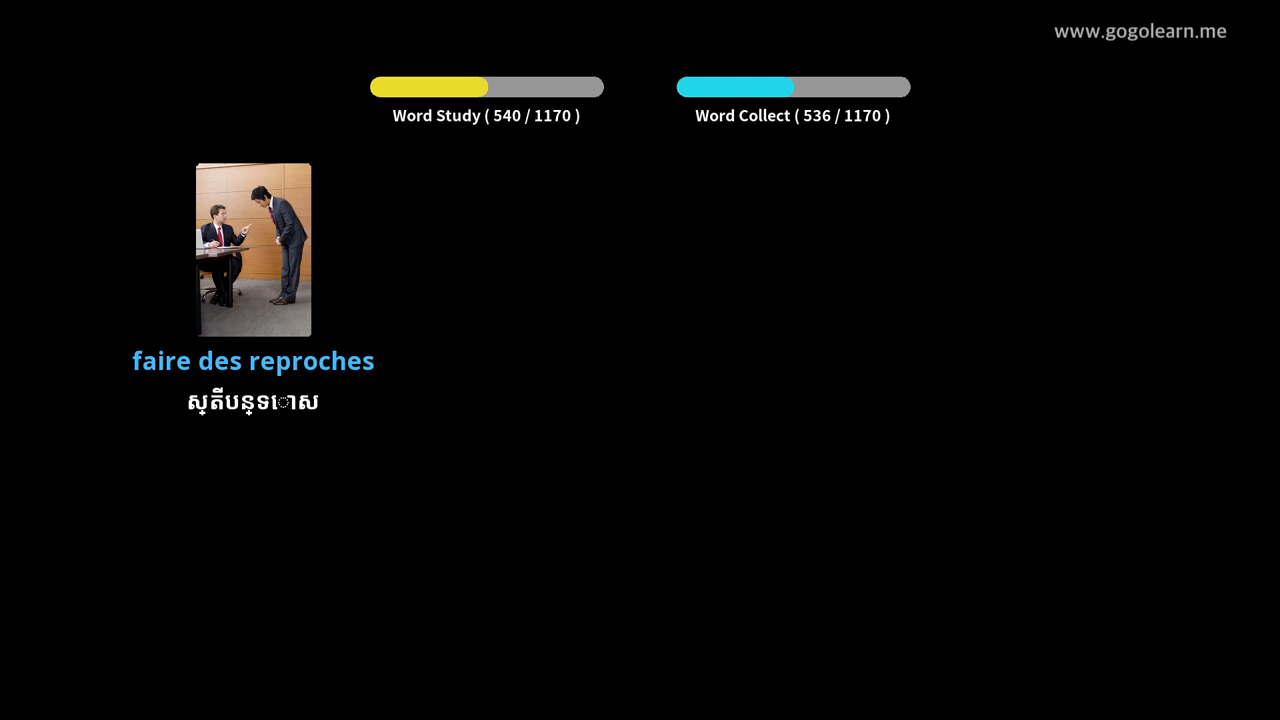 www.gogolearn.me
Word Study ( 540 / 1170 )
Word Collect ( 536 / 1170 )
faire des reproches
ស្តីបន្ទោស